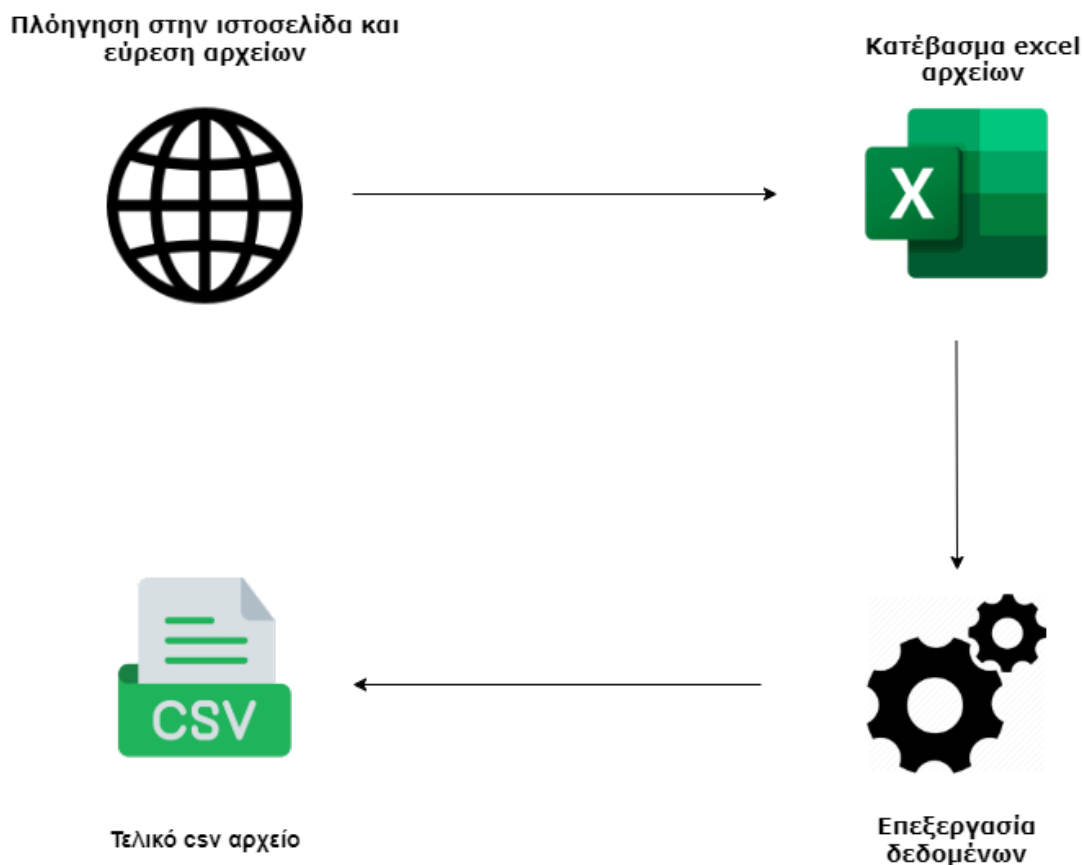 Πλόηγηση στην ιστοσελίδα και
εύρεση αρχείων
Κατέβασμα excel
αρχείων
X
CSV
Τελικό csv αρχείο
Επεξεργασία
δεδομένων